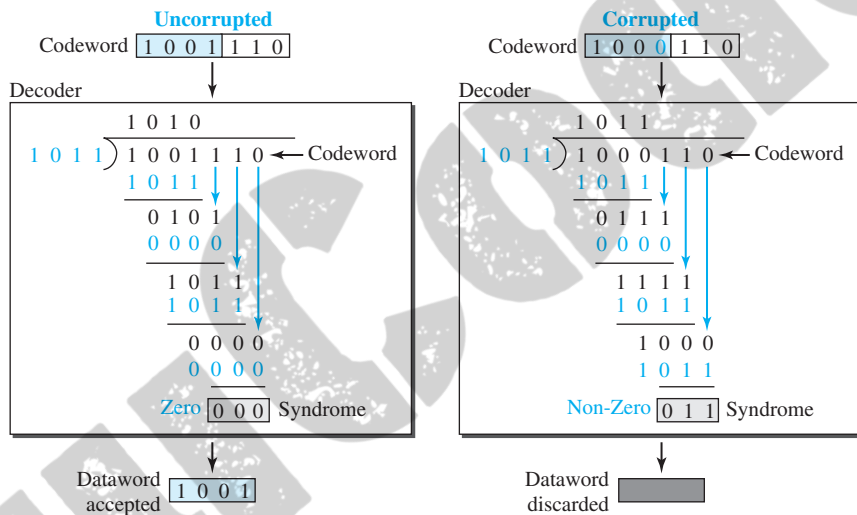 Uncorrupted
Codeword 1 0 0 1 1 1 0
Decoder
1 0 1 0
1 0 1 1 1 0 0 1 1 1 0 Codeword
1 0 1 1
0 1 0 1
0 0 0 0
1 0 1 1
1 0 1 1
0 0 0 0
0 0 0 0
Zero 0 0 0 Syndrome
Dataword
accepted 1 0 0 1
Corrupted
Codeword 1 0 0 0 1 1 0
Decoder
1 0 1 1
1 0 1 1 1 0 0 0 1 1 0 Codeword
1 0 1 1
0 1 1 1
0 0 0 0
1 1 1 1
1 0 1 1
1 0 0 0
1 0 1 1
Non-Zero 0 1 1 Syndrome
Dataword
discarded